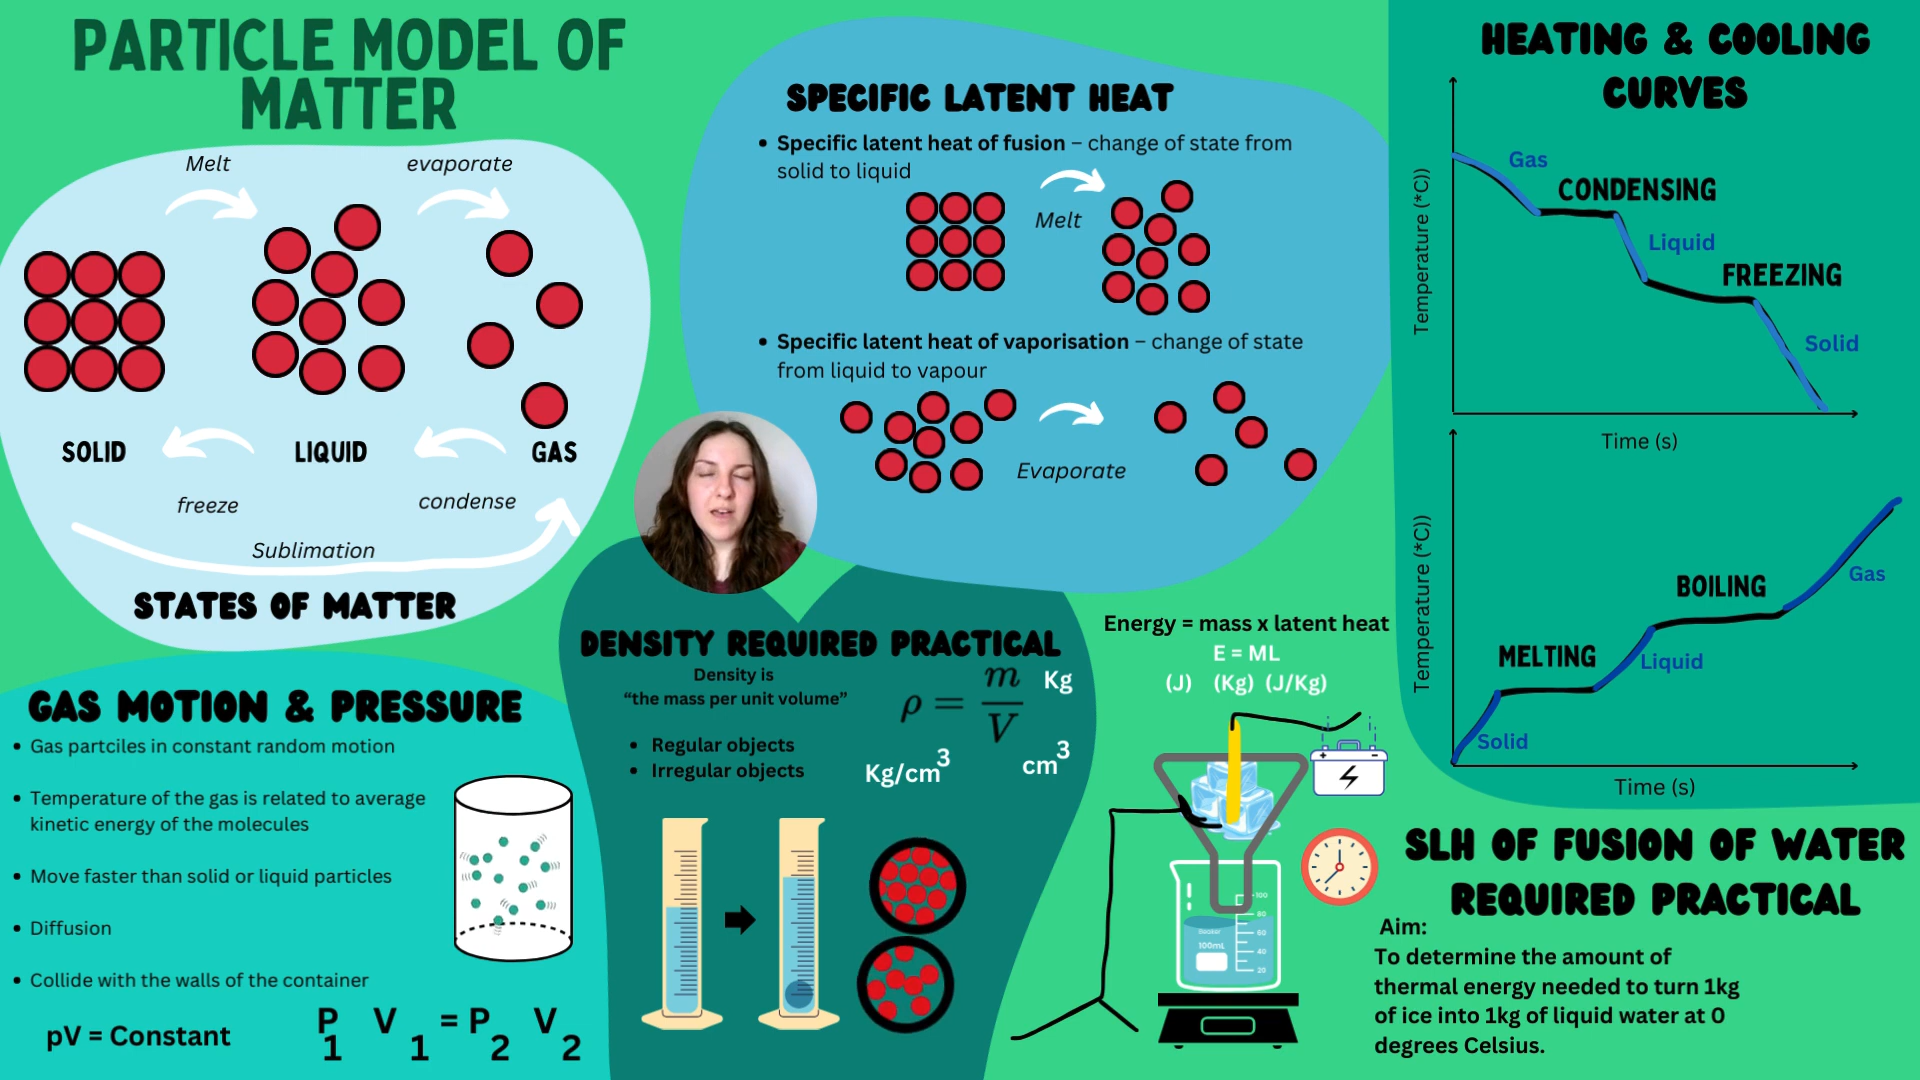 PARTICLE MODEL OF
MATTER
Melt
evaporate
SOLID
LIQUID
GAS
freeze
condense
Sublimation
STATES OF MATTER
GAS MOTION & PRESSURE
• Gas partciles in constant random motion
• Temperature of the gas is related to average
kinetic energy of the molecules
• Move faster than solid or liquid particles
• Diffusion
• Collide with the walls of the container
pV = Constant
P1 V1 = P2 V2
SPECIFIC LATENT HEAT
• Specific latent heat of fusion – change of state from
solid to liquid
Melt
• Specific latent heat of vaporisation – change of state
from liquid to vapour
Evaporate
DENSITY REQUIRED PRACTICAL
Density is
“the mass per unit volume”
ρ = m/V
Kg
Kg/cm³
cm³
• Regular objects
• Irregular objects
Energy = mass x latent heat
E = ML
(J) (Kg) (J/Kg)
Beaker
100mL
100
80
60
40
20
HEATING & COOLING
CURVES
Temperature (*C))
Gas
CONDENSING
Liquid
FREEZING
Solid
Time (s)
Temperature (*C))
BOILING
Gas
MELTING
Liquid
Solid
Time (s)
SLH OF FUSION OF WATER
REQUIRED PRACTICAL
Aim:
To determine the amount of
thermal energy needed to turn 1kg
of ice into 1kg of liquid water at 0
degrees Celsius.